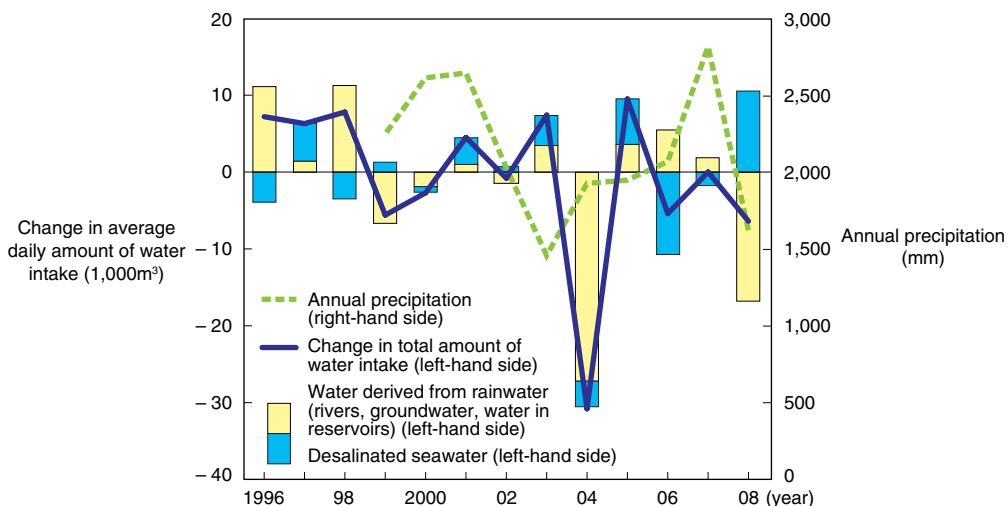 20
10
0
– 10
– 20
– 30
– 40
Change in average
daily amount of water
intake (1,000m³)
3,000
2,500
2,000
1,500
1,000
500
0
Annual precipitation
(mm)
Annual precipitation
(right-hand side)
Change in total amount of
water intake (left-hand side)
Water derived from rainwater
(rivers, groundwater, water in
reservoirs) (left-hand side)
Desalinated seawater (left-hand side)
1996 98 2000 02 04 06 08 (year)